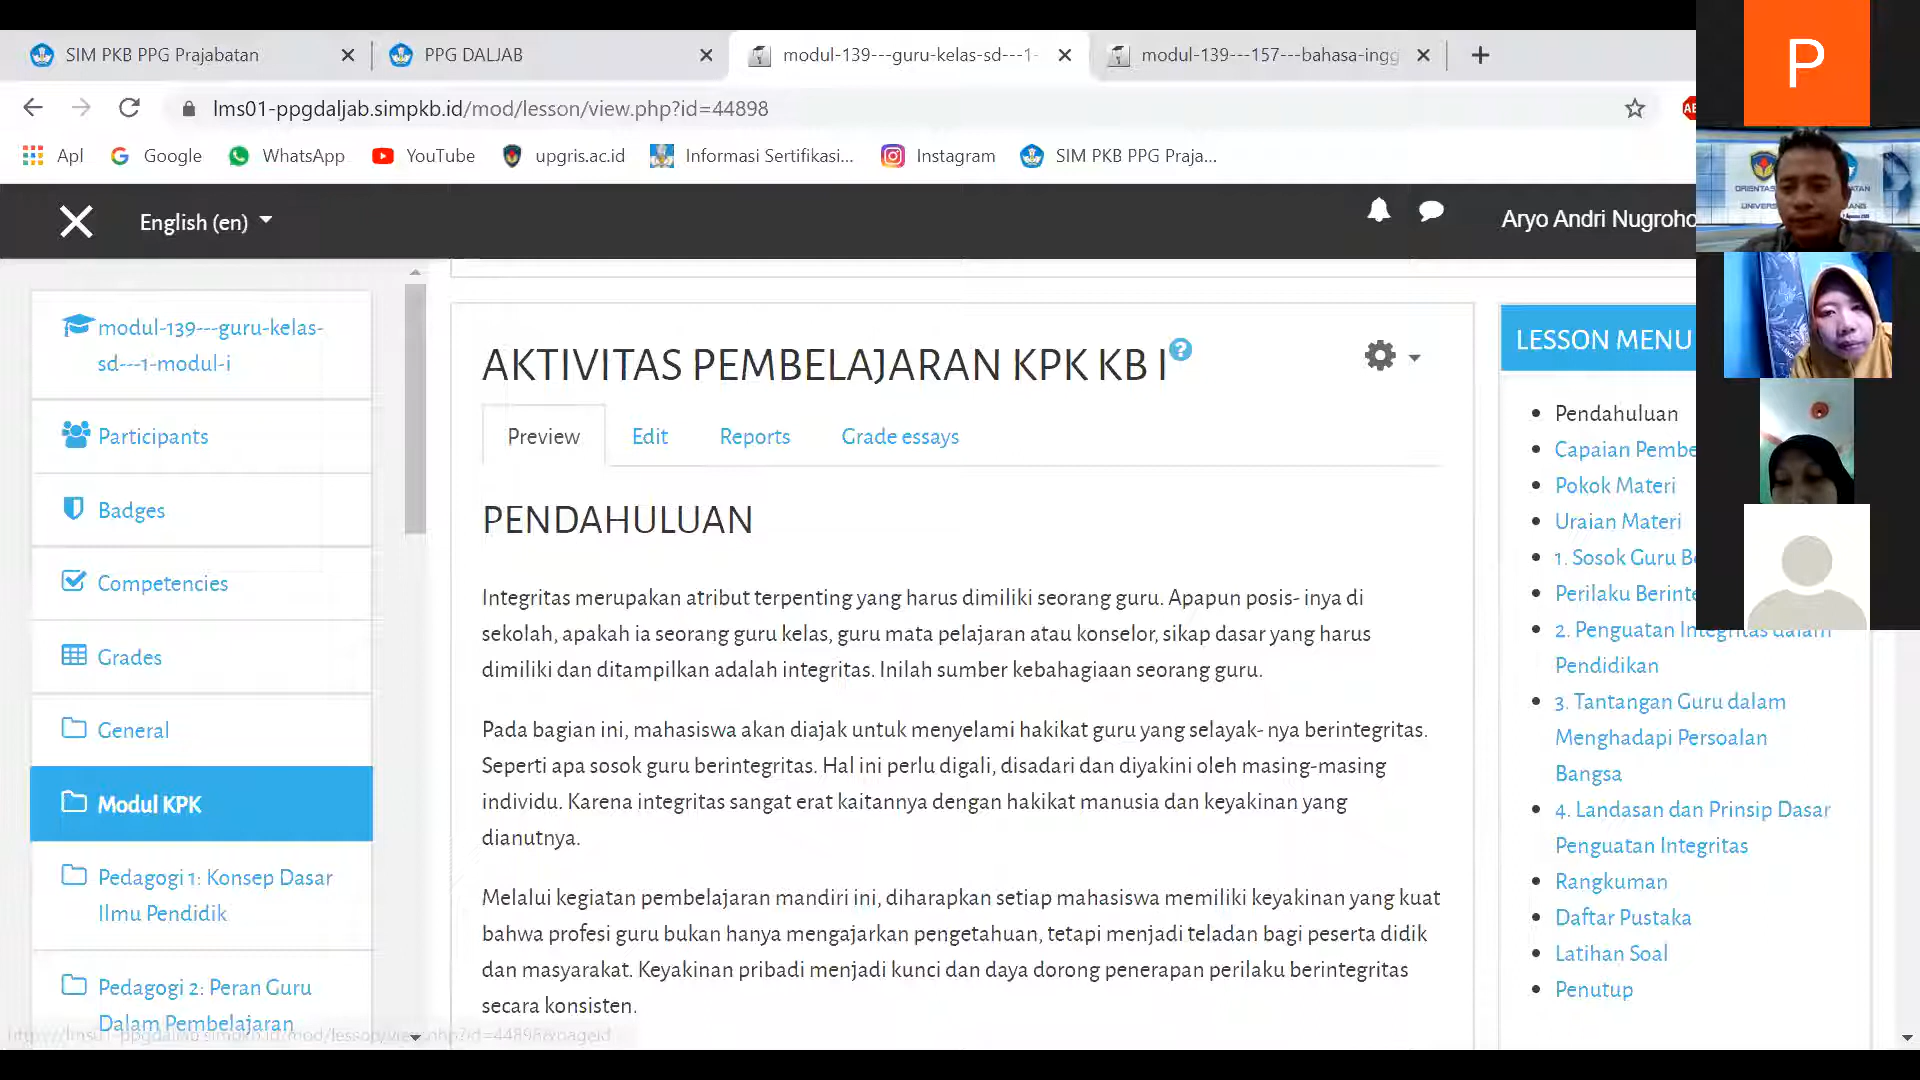 SIM PKB PPG Prajabatan
PPG DALJAB
modul-139---guru-kelas-sd---1-
modul-139---157---bahasa-ingg
lms01-ppgdaljab.simpkb.id/mod/lesson/view.php?id=44898
Apl
Google
WhatsApp
YouTube
upgris.ac.id
Informasi Sertifikasi...
Instagram
SIM PKB PPG Praja...
English (en)
Aryo Andri Nugroho
P
modul-139---guru-kelas-
sd---1-modul-i
Participants
Badges
Competencies
Grades
General
Modul KPK
Pedagogi 1: Konsep Dasar
Ilmu Pendidik
Pedagogi 2: Peran Guru
Dalam Pembelajaran
AKTIVITAS PEMBELAJARAN KPK KB I
Preview
Edit
Reports
Grade essays
PENDAHULUAN
Integritas merupakan atribut terpenting yang harus dimiliki seorang guru. Apapun posis- inya di
sekolah, apakah ia seorang guru kelas, guru mata pelajaran atau konselor, sikap dasar yang harus
dimiliki dan ditampilkan adalah integritas. Inilah sumber kebahagiaan seorang guru.
Pada bagian ini, mahasiswa akan diajak untuk menyelami hakikat guru yang selayak- nya berintegritas.
Seperti apa sosok guru berintegritas. Hal ini perlu digali, disadari dan diyakini oleh masing-masing
individu. Karena integritas sangat erat kaitannya dengan hakikat manusia dan keyakinan yang
dianutnya.
Melalui kegiatan pembelajaran mandiri ini, diharapkan setiap mahasiswa memiliki keyakinan yang kuat
bahwa profesi guru bukan hanya mengajarkan pengetahuan, tetapi menjadi teladan bagi peserta didik
dan masyarakat. Keyakinan pribadi menjadi kunci dan daya dorong penerapan perilaku berintegritas
secara konsisten.
LESSON MENU
Pendahuluan
Capaian Pembe
Pokok Materi
Uraian Materi
1. Sosok Guru Be
Perilaku Berinte
2. Penguatan Integritas dalam
Pendidikan
3. Tantangan Guru dalam
Menghadapi Persoalan
Bangsa
4. Landasan dan Prinsip Dasar
Penguatan Integritas
Rangkuman
Daftar Pustaka
Latihan Soal
Penutup